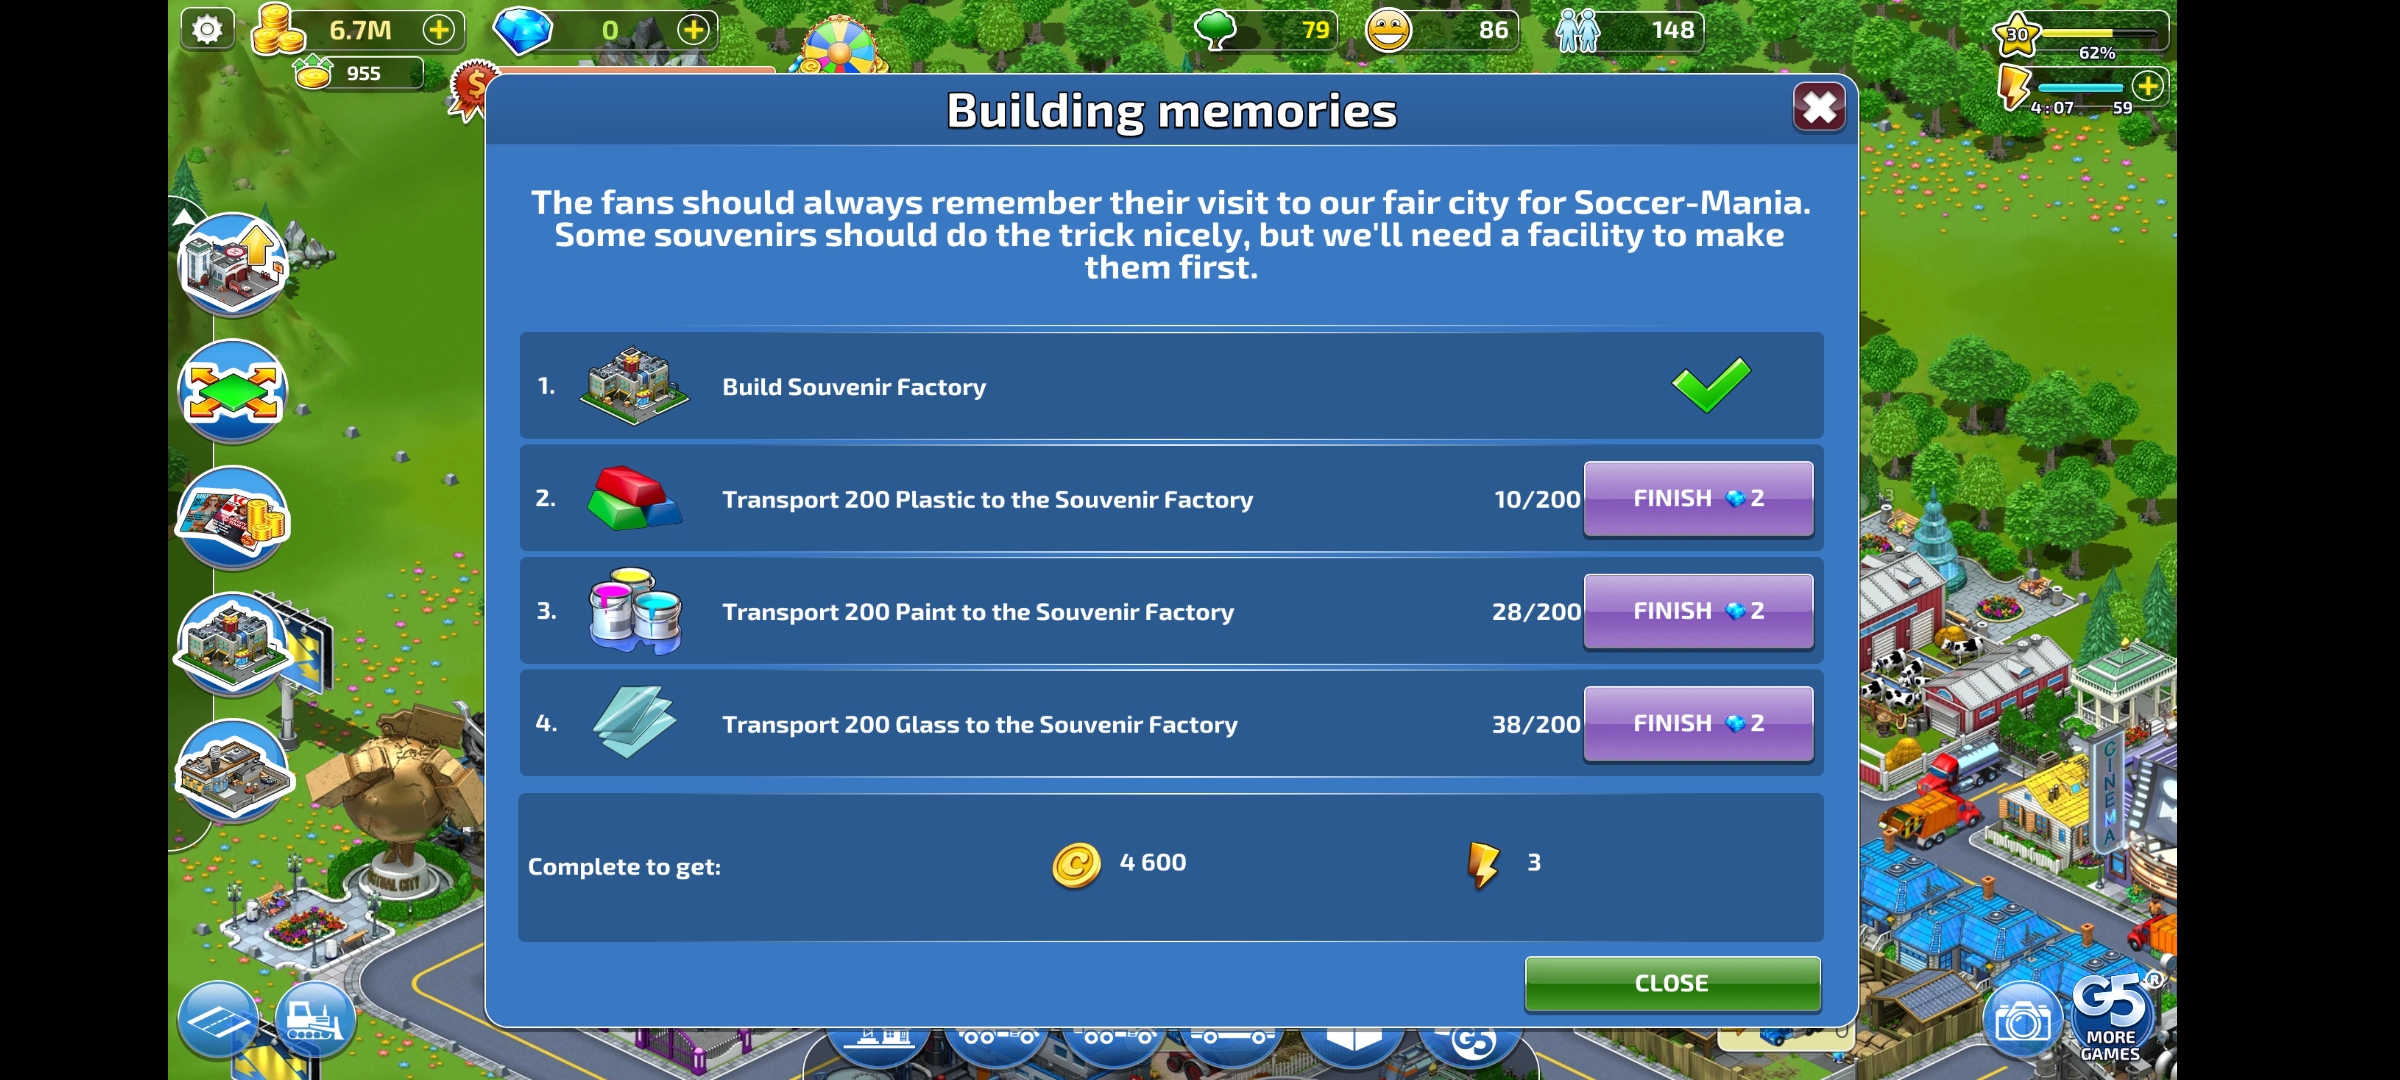 6.7M
0
79
86
148
30
62%
955
4:07
59
Building memories
The fans should always remember their visit to our fair city for Soccer-Mania.
Some souvenirs should do the trick nicely, but we'll need a facility to make
them first.
1. Build Souvenir Factory
2. Transport 200 Plastic to the Souvenir Factory 10/200 FINISH 2
3. Transport 200 Paint to the Souvenir Factory 28/200 FINISH 2
4. Transport 200 Glass to the Souvenir Factory 38/200 FINISH 2
Complete to get: 4 600 3
CLOSE
CINEMA
G5
G5®
MORE
GAMES